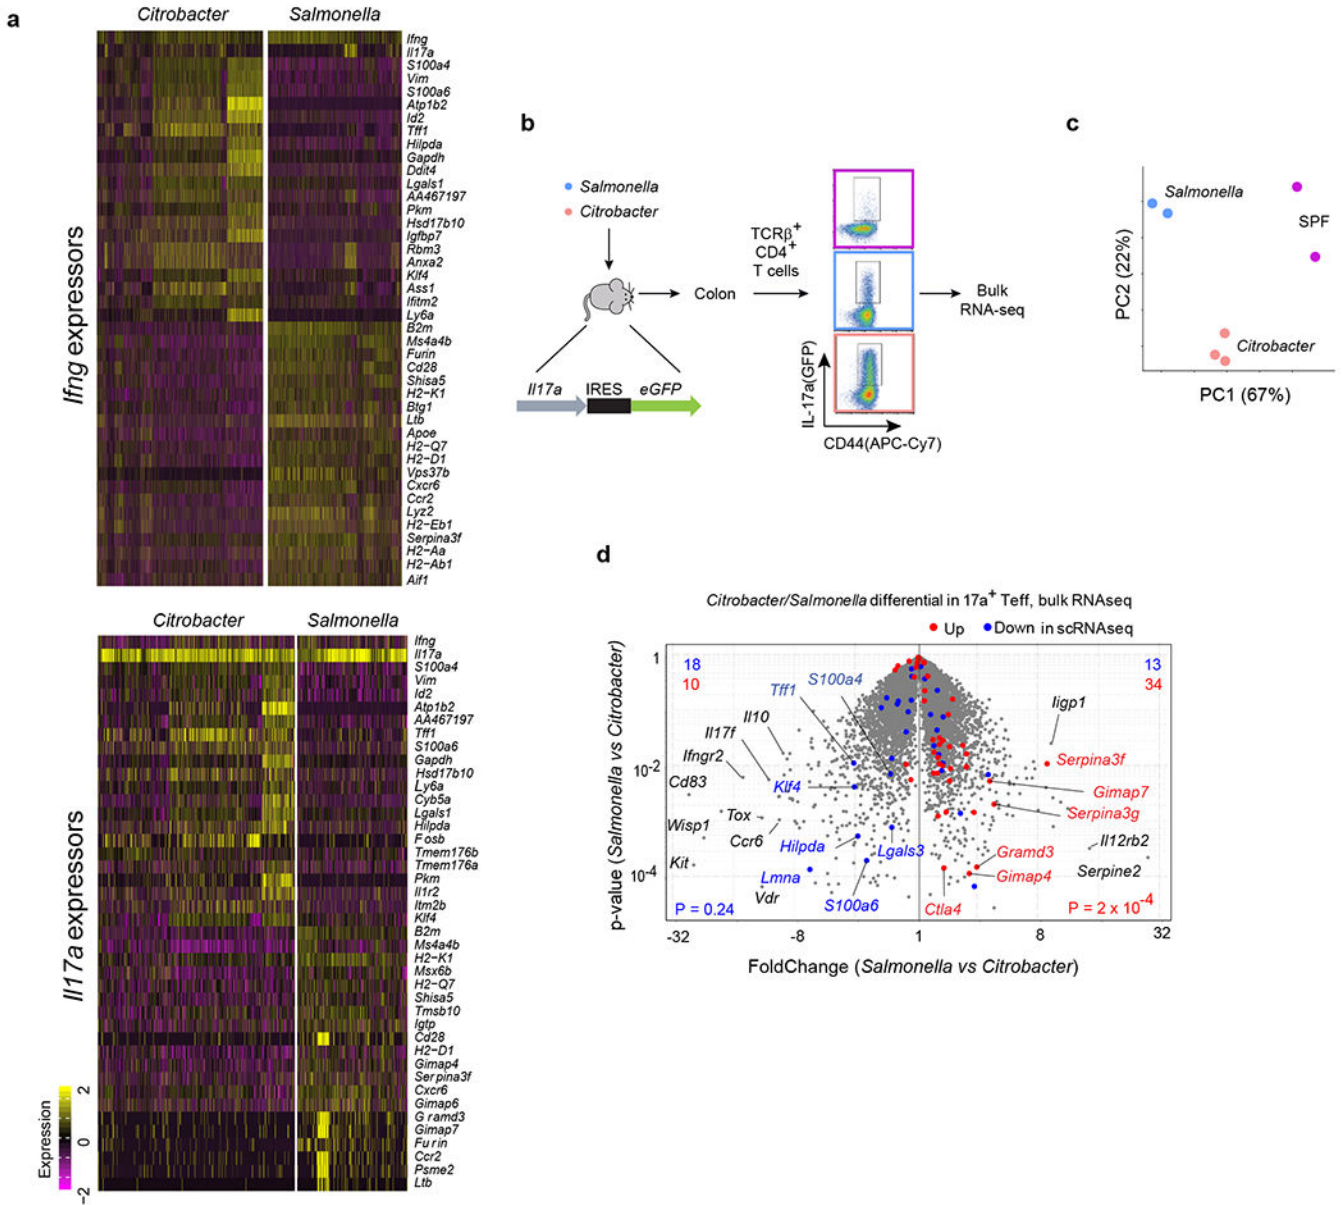 a
Citrobacter
Salmonella
Ifng expressors
Ifng
Il17a
S100a4
Vim
S100a6
Atp1b2
Id2
Tff1
Hilpda
Gapdh
Ddit4
Lgals1
AA467197
Pkm
Hsd17b10
Igfbp7
Rbm3
Anxa2
Klf4
Ass1
Ifitm2
Ly6a
B2m
Ms4a4b
Furin
Cd28
Shisa5
H2−K1
Btg1
Ltb
Apoe
H2−Q7
H2−D1
Vps37b
Cxcr6
Ccr2
Lyz2
H2−Eb1
Serpina3f
H2−Aa
H2−Ab1
Aif1
Citrobacter
Salmonella
Il17a expressors
Ifng
Il17a
S100a4
Vim
Id2
Atp1b2
AA467197
Tff1
S100a6
Gapdh
Hsd17b10
Ly6a
Cyb5a
Lgals1
Hilpda
Fosb
Tmem176b
Tmem176a
Pkm
Il1r2
Itm2b
Klf4
B2m
Ms4a4b
H2−K1
Msx6b
H2−Q7
Shisa5
Tmsb10
Igtp
Cd28
H2−D1
Gimap4
Serpina3f
Cxcr6
Gimap6
Gramd3
Gimap7
Furin
Ccr2
Psme2
Ltb
Expression
2
0
−2
b
Salmonella
Citrobacter
Colon
TCRβ+
CD4+
T cells
Bulk
RNA-seq
Il17a
IRES
eGFP
IL-17a(GFP)
CD44(APC-Cy7)
c
Salmonella
SPF
Citrobacter
PC2 (22%)
PC1 (67%)
d
Citrobacter/Salmonella differential in 17a+ Teff, bulk RNAseq
Up
Down in scRNAseq
p-value (Salmonella vs Citrobacter)
1
10-2
10-4
18
10
13
34
Tff1
S100a4
Il10
Il17f
Ifngr2
Cd83
Klf4
Wisp1
Tox
Ccr6
Kit
Hilpda
Lgals3
Lmna
Vdr
S100a6
Iigp1
Serpina3f
Gimap7
Serpina3g
Il12rb2
Gramd3
Gimap4
Serpine2
Ctla4
P = 0.24
P = 2 x 10-4
-32
-8
1
8
32
FoldChange (Salmonella vs Citrobacter)